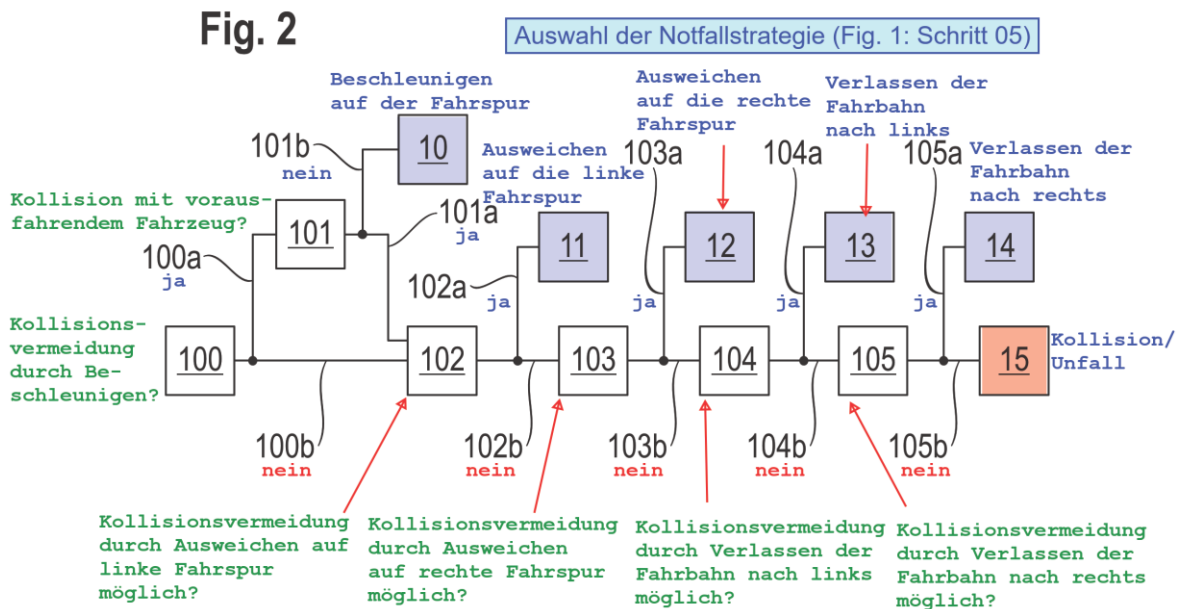 Fig. 2
Auswahl der Notfallstrategie (Fig. 1: Schritt 05)
Beschleunigen
auf der Fahrspur
Ausweichen
auf die rechte
Fahrspur
Verlassen der
Fahrbahn
nach links
101b
nein
10
Ausweichen
auf die linke
Fahrspur
103a
104a
105a
Verlassen der
Fahrbahn
nach rechts
Kollision mit voraus-
fahrendem Fahrzeug?
101
101a
ja
100a
ja
11
12
13
14
102a
ja
ja
ja
ja
Kollisions-
vermeidung
durch Be-
schleunigen?
100
102
103
104
105
15
Kollision/
Unfall
100b
nein
102b
nein
103b
nein
104b
nein
105b
nein
Kollisionsvermeidung
durch Ausweichen auf
linke Fahrspur
möglich?
Kollisionsvermeidung
durch Ausweichen
auf rechte Fahrspur
möglich?
Kollisionsvermeidung
durch Verlassen der
Fahrbahn nach links
möglich?
Kollisionsvermeidung
durch Verlassen der
Fahrbahn nach rechts
möglich?